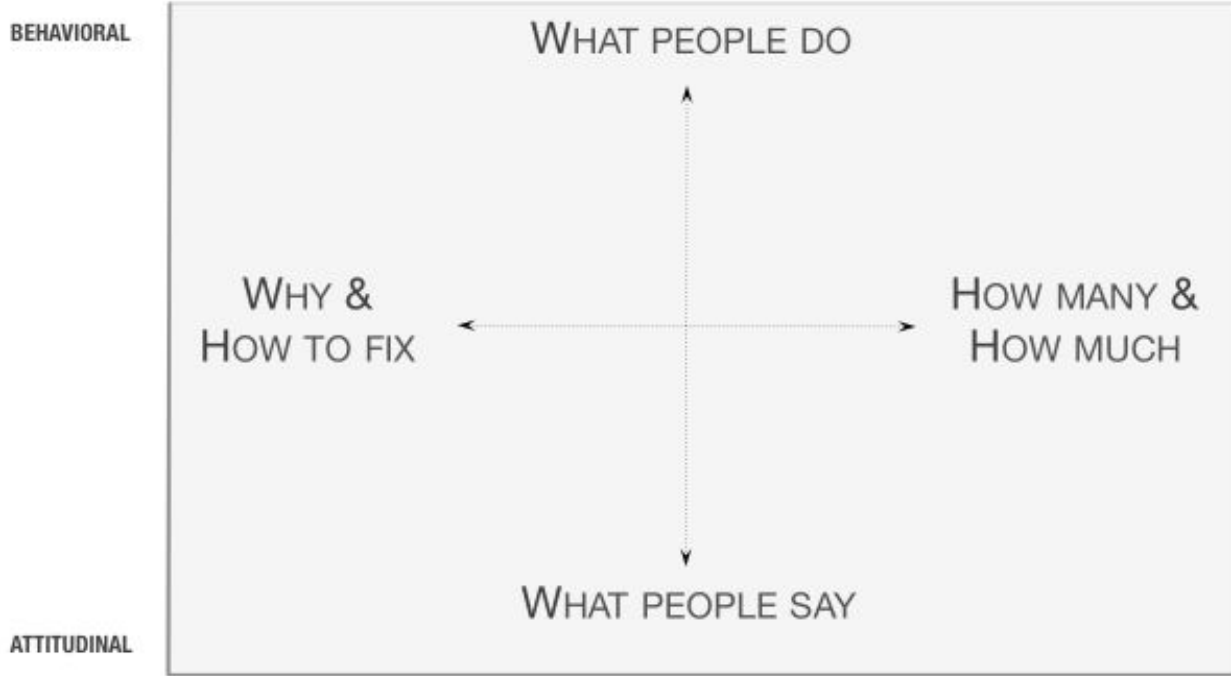 BEHAVIORAL
WHAT PEOPLE DO
WHY &
HOW TO FIX
HOW MANY &
HOW MUCH
WHAT PEOPLE SAY
ATTITUDINAL